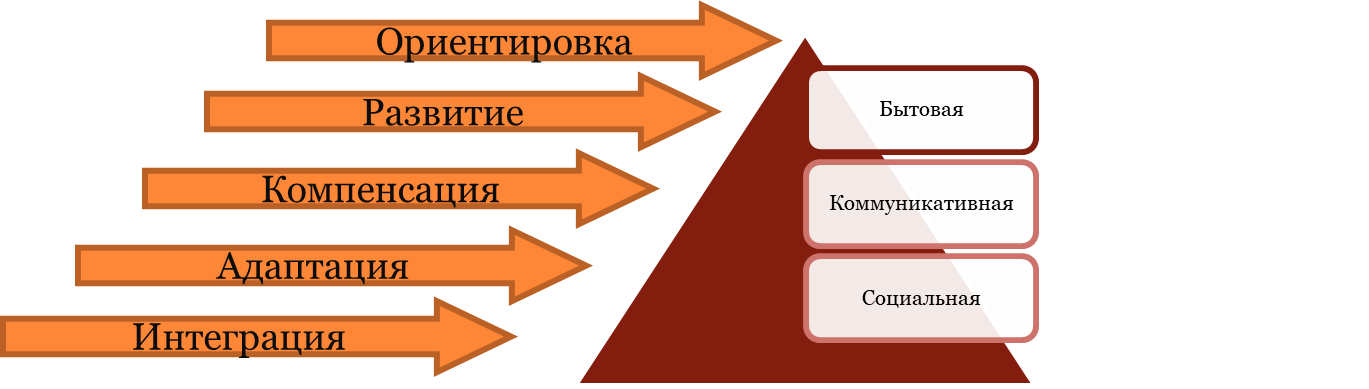 Ориентировка
Развитие
Компенсация
Адаптация
Интеграция
Бытовая
Коммуникативная
Социальная